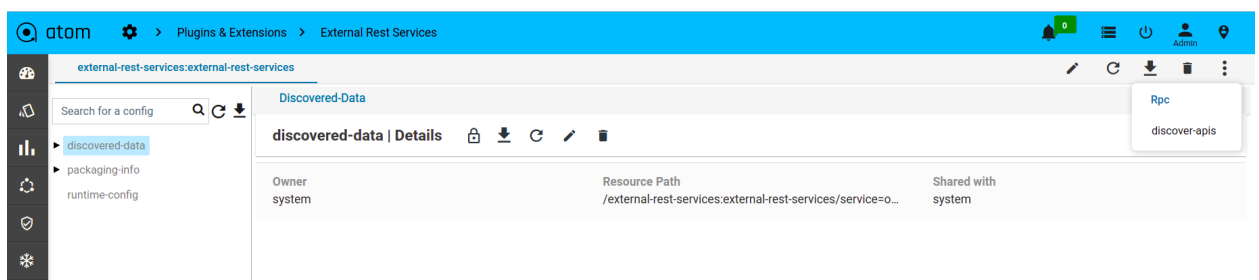 atom > Plugins & Extensions > External Rest Services 0 Admin
external-rest-services:external-rest-services
Search for a config
discovered-data
packaging-info
runtime-config
Discovered-Data
discovered-data | Details
Rpc
discover-apis
Owner Resource Path Shared with
system /external-rest-services:external-rest-services/service=o... system